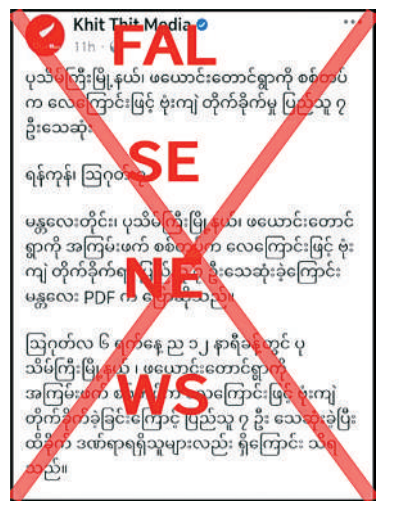 Khit Thit Media
11h
ပုသိမ်ကြီးမြို့နယ်၊ ဖယောင်းတောင်ရွာကို စစ်တပ်
က လေကြောင်းဖြင့် ဗုံးကျဲ တိုက်ခိုက်မှု ပြည်သူ ၇
ဦးသေဆုံး
ရန်ကုန်၊ ဩဂုတ်
မန္တလေးတိုင်း၊ ပုသိမ်ကြီးမြို့နယ်၊ ဖယောင်းတောင်
ရွာကို အကြမ်းဖက် စစ်တပ်က လေကြောင်းဖြင့် ဗုံး
ကျဲ တိုက်ခိုက်ရာ ပြည်သူ ဦးသေဆုံးခဲ့ကြောင်း
မန္တလေး PDF က ပြောဆိုသည်။
ဩဂုတ်လ ၆ ရက်နေ့ ည ၁၂ နာရီခန့်တွင် ပု
သိမ်ကြီးမြို့နယ် ၊ ဖယောင်းတောင်ရွာကို
အကြမ်းဖက် စစ်တပ်က လေကြောင်းဖြင့် ဗုံးကျဲ
တိုက်ခိုက်ခဲ့ခြင်းကြောင့် ပြည်သူ ၇ ဦး သေဆုံးခဲ့ပြီး
ထိခိုက် ဒဏ်ရာရရှိသူများလည်း ရှိကြောင်း သိရ
သည်။
FAL
SE
NE
WS